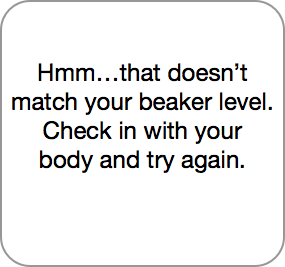 Hmm…that doesn’t
match your beaker level.
Check in with your
body and try again.